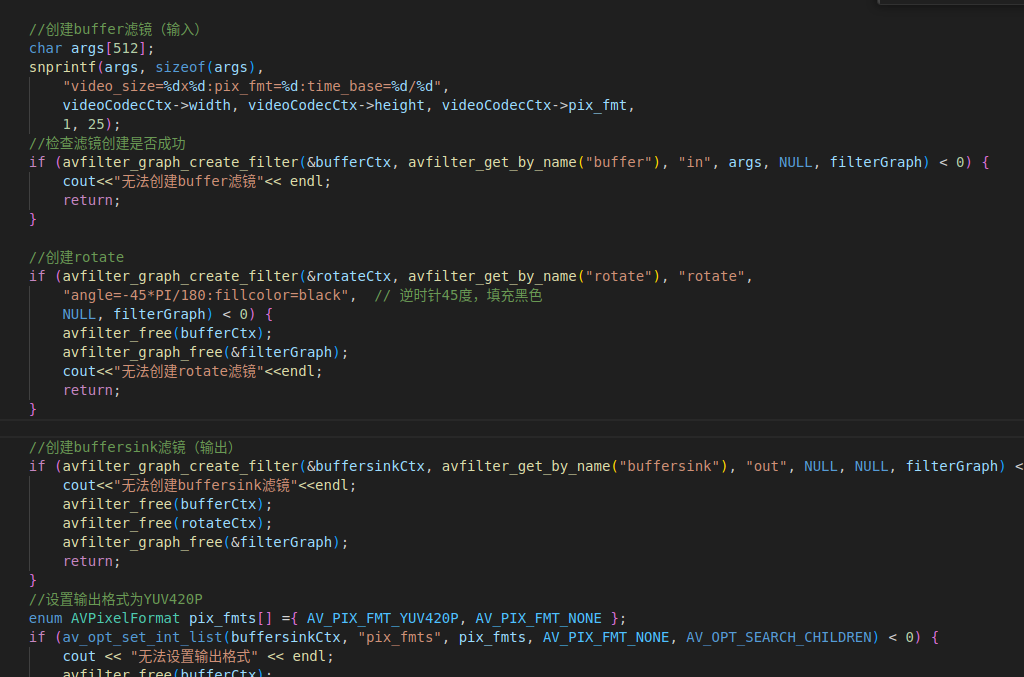 //创建buffer滤镜（输入）
char args[512];
snprintf(args, sizeof(args),
"video_size=%dx%d:pix_fmt=%d:time_base=%d/%d",
videoCodecCtx->width, videoCodecCtx->height, videoCodecCtx->pix_fmt,
1, 25);
//检查滤镜创建是否成功
if (avfilter_graph_create_filter(&bufferCtx, avfilter_get_by_name("buffer"), "in", args, NULL, filterGraph) < 0) {
cout<<"无法创建buffer滤镜"<< endl;
return;
}
//创建rotate
if (avfilter_graph_create_filter(&rotateCtx, avfilter_get_by_name("rotate"), "rotate",
"angle=-45*PI/180:fillcolor=black", // 逆时针45度，填充黑色
NULL, filterGraph) < 0) {
avfilter_free(bufferCtx);
avfilter_graph_free(&filterGraph);
cout<<"无法创建rotate滤镜"<<endl;
return;
}
//创建buffersink滤镜（输出）
if (avfilter_graph_create_filter(&buffersinkCtx, avfilter_get_by_name("buffersink"), "out", NULL, NULL, filterGraph) <
cout<<"无法创建buffersink滤镜"<<endl;
avfilter_free(bufferCtx);
avfilter_free(rotateCtx);
avfilter_graph_free(&filterGraph);
return;
}
//设置输出格式为YUV420P
enum AVPixelFormat pix_fmts[] ={ AV_PIX_FMT_YUV420P, AV_PIX_FMT_NONE };
if (av_opt_set_int_list(buffersinkCtx, "pix_fmts", pix_fmts, AV_PIX_FMT_NONE, AV_OPT_SEARCH_CHILDREN) < 0) {
cout << "无法设置输出格式" << endl;
avfilter_free(bufferCtx);